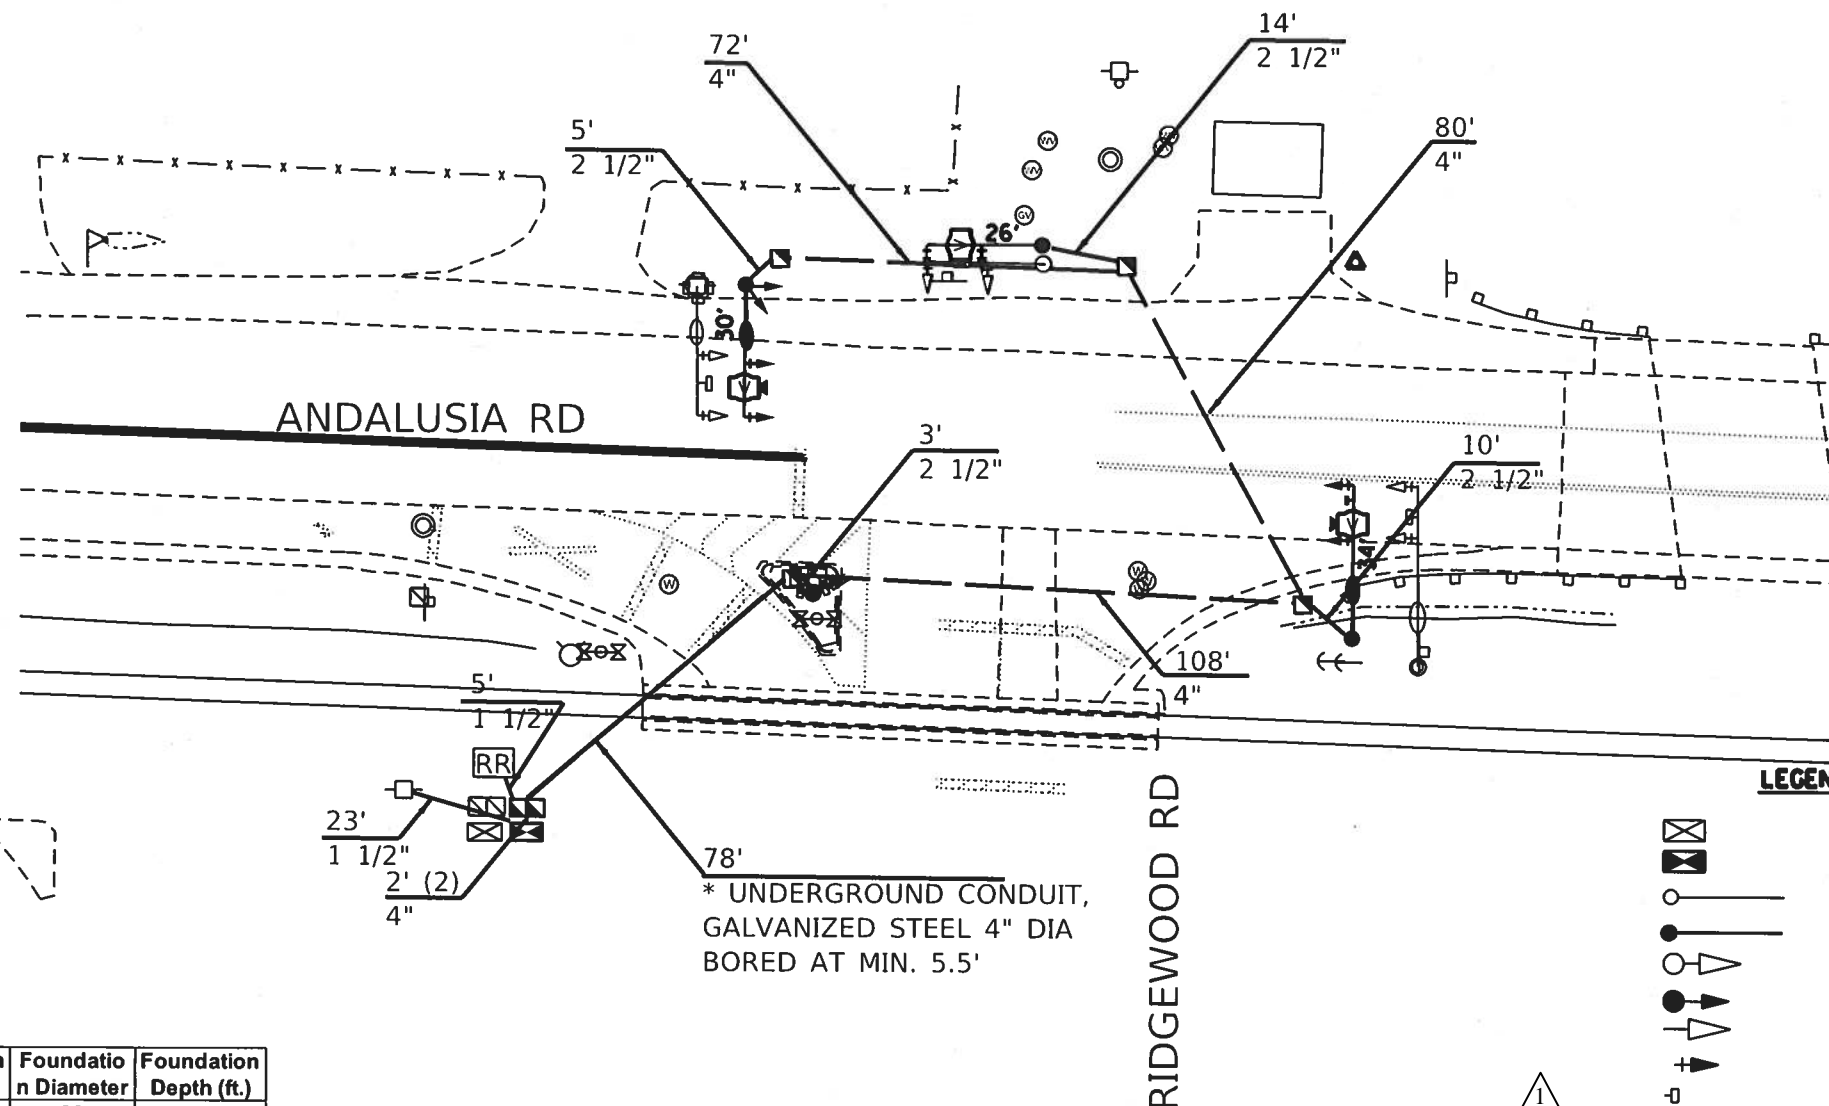 14'
2 1/2"
72'
4"
5'
2 1/2"
80'
4"
GV
26'
30'
ANDALUSIA RD
3'
2 1/2"
10'
2 1/2"
34'
W
W
108'
4"
5'
1 1/2"
RR
23'
1 1/2"
2' (2)
4"
78'
* UNDERGROUND CONDUIT,
GALVANIZED STEEL 4" DIA
BORED AT MIN. 5.5'
RIDGEWOOD RD
LEGEN
Foundatio
n Diameter
Foundation
Depth (ft.)
1